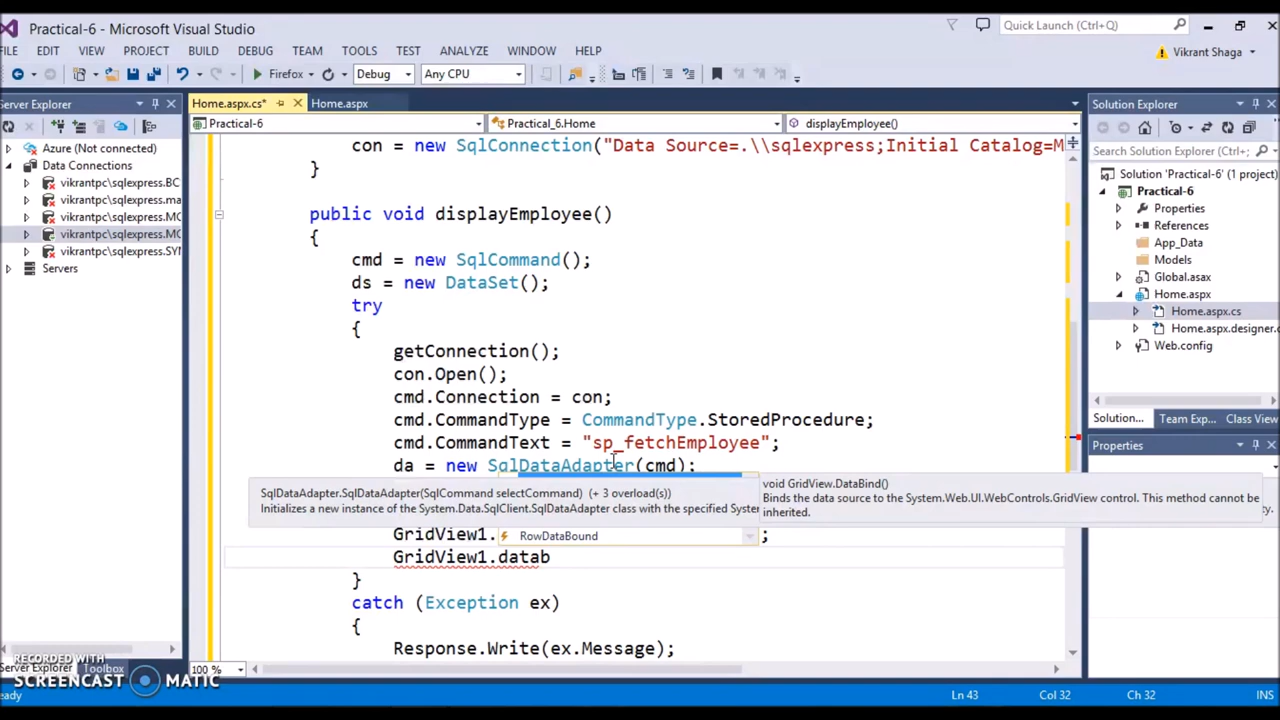 Practical-6 - Microsoft Visual Studio
Quick Launch (Ctrl+Q)
FILE EDIT VIEW PROJECT BUILD DEBUG TEAM TOOLS TEST ANALYZE WINDOW HELP
Vikrant Shaga
Firefox Debug Any CPU
Server Explorer
Home.aspx.cs* Home.aspx
Solution Explorer
Practical-6 Practical_6.Home displayEmployee()
Azure (Not connected)
Data Connections
vikrantpc\sqlexpress.BC
vikrantpc\sqlexpress.ma
vikrantpc\sqlexpress.MC
vikrantpc\sqlexpress.MC
vikrantpc\sqlexpress.SYN
Servers
con = new SqlConnection("Data Source=.\\sqlexpress;Initial Catalog=M
}
public void displayEmployee()
{
cmd = new SqlCommand();
ds = new DataSet();
try
{
getConnection();
con.Open();
cmd.Connection = con;
cmd.CommandType = CommandType.StoredProcedure;
cmd.CommandText = "sp_fetchEmployee";
da = new SqlDataAdapter(cmd);
SqlDataAdapter.SqlDataAdapter(SqlCommand selectCommand) (+ 3 overload(s))
Initializes a new instance of the System.Data.SqlClient.SqlDataAdapter class with the specified System
void GridView.DataBind()
Binds the data source to the System.Web.UI.WebControls.GridView control. This method cannot be
inherited.
GridView1. RowDataBound ;
GridView1.datab
}
catch (Exception ex)
{
Response.Write(ex.Message);
Search Solution Explorer (Ctrl+;)
Solution 'Practical-6' (1 project)
Practical-6
Properties
References
App_Data
Models
Global.asax
Home.aspx
Home.aspx.cs
Home.aspx.designer.c
Web.config
Solution... Team Exp... Class View
Properties
100 %
Server Explorer Toolbox
RECORDED WITH
SCREENCAST MATIC
eady
Ln 43 Col 32 Ch 32 INS